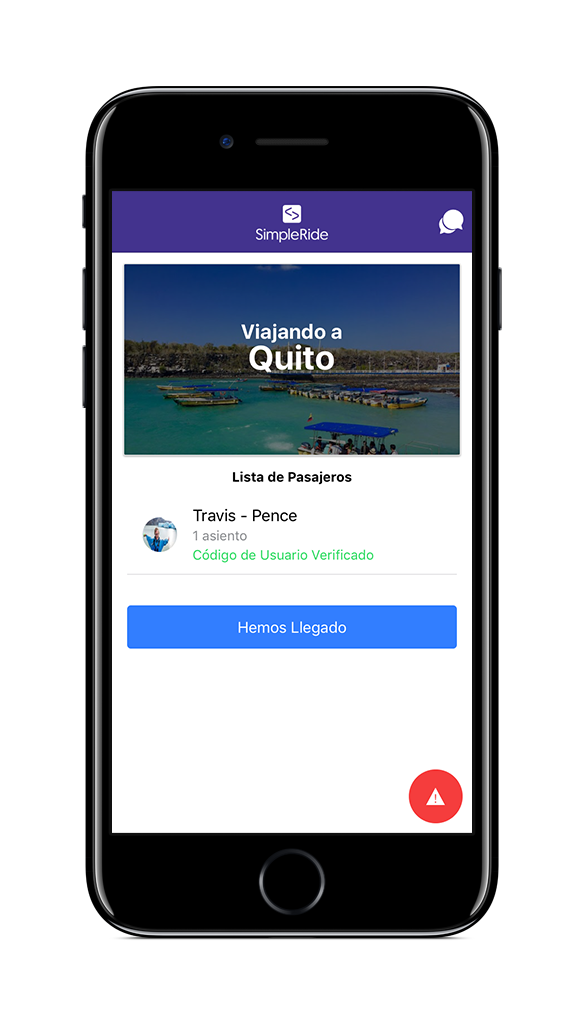 SimpleRide
Viajando a
Quito
Lista de Pasajeros
Travis - Pence
1 asiento
Código de Usuario Verificado
Hemos Llegado